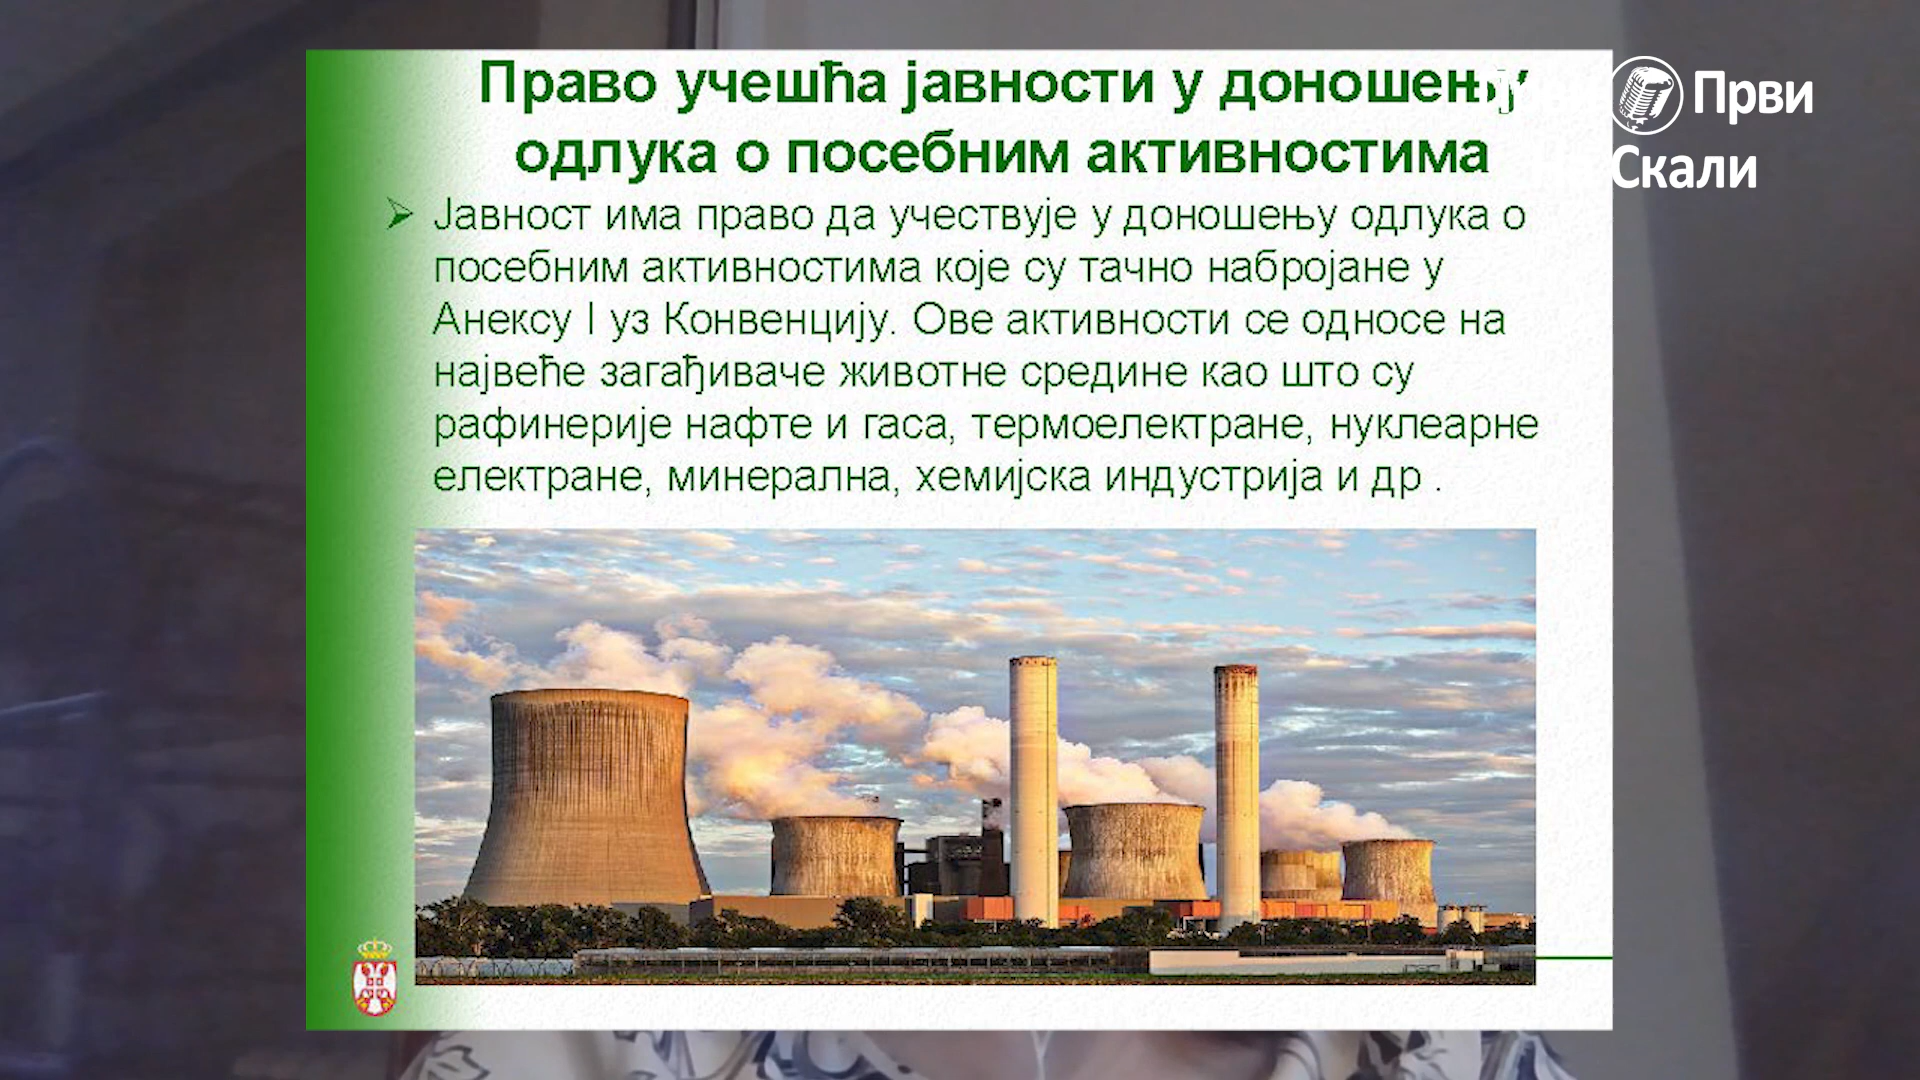 Право учешћа јавности у доношењу
одлука о посебним активностима
➢ Јавност има право да учествује у доношењу одлука о
посебним активностима које су тачно набројане у
Анексу I уз Конвенцију. Ове активности се односе на
највеће загађиваче животне средине као што су
рафинерије нафте и гаса, термоелектране, нуклеарне
електране, минерална, хемијска индустрија и др .
Први
Скали